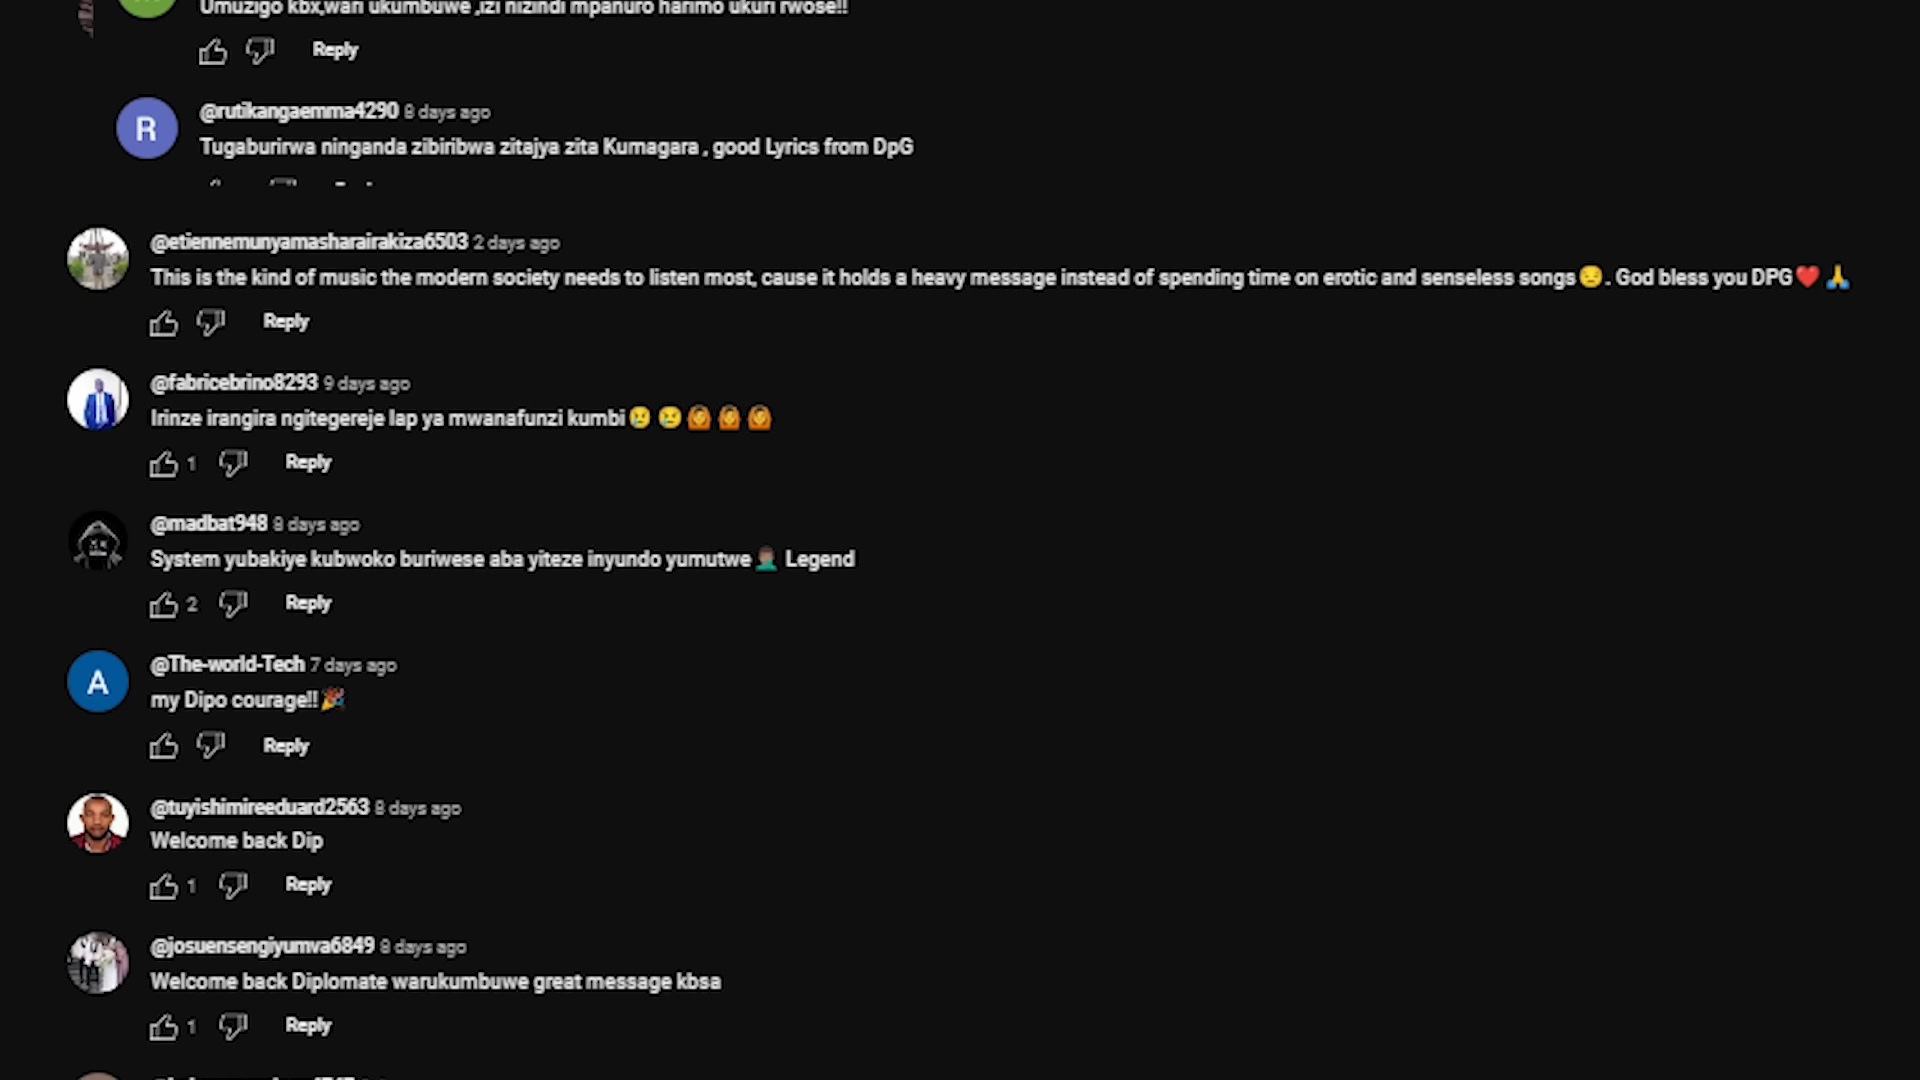 Umuzigo kbx,wari ukumbuwe ,izi nizindi mpanuro harimo ukuri rwose!!
Reply
R
@rutikangaemma4290 8 days ago
Tugaburirwa ninganda zibiribwa zitajya zita Kumagara , good Lyrics from DpG
@etiennemunyamasharairakiza6503 2 days ago
This is the kind of music the modern society needs to listen most, cause it holds a heavy message instead of spending time on erotic and senseless songs😟. God bless you DPG❤️🙏
Reply
@fabricebrino8293 9 days ago
Irinze irangira ngitegereje lap ya mwanafunzi kumbi😢 😢🙆🙆🙆
1 Reply
@madbat948 8 days ago
System yubakiye kubwoko buriwese aba yiteze inyundo yumutwe🤦🏽‍♂️ Legend
2 Reply
A
@The-world-Tech 7 days ago
my Dipo courage!!🎉
Reply
@tuyishimireeduard2563 8 days ago
Welcome back Dip
1 Reply
@josuensengiyumva6849 8 days ago
Welcome back Diplomate warukumbuwe great message kbsa
1 Reply